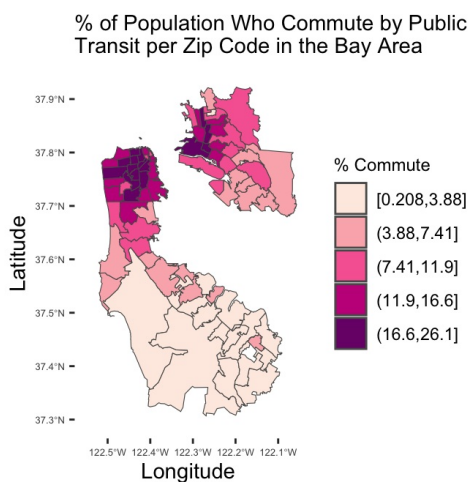 % of Population Who Commute by Public
Transit per Zip Code in the Bay Area
37.9°N
37.8°N
37.7°N
37.6°N
37.5°N
37.4°N
37.3°N
Latitude
122.5°W 122.4°W 122.3°W 122.2°W 122.1°W
Longitude
% Commute
[0.208,3.88]
(3.88,7.41]
(7.41,11.9]
(11.9,16.6]
(16.6,26.1]